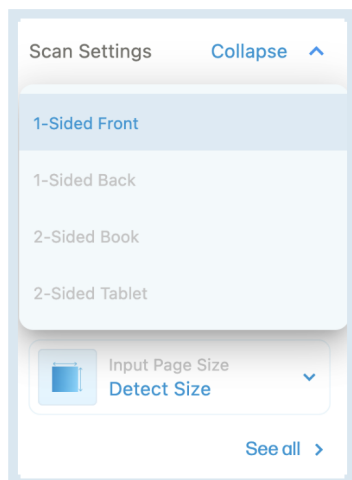 Scan Settings Collapse
1-Sided Front
1-Sided Back
2-Sided Book
2-Sided Tablet
Input Page Size
Detect Size
See all